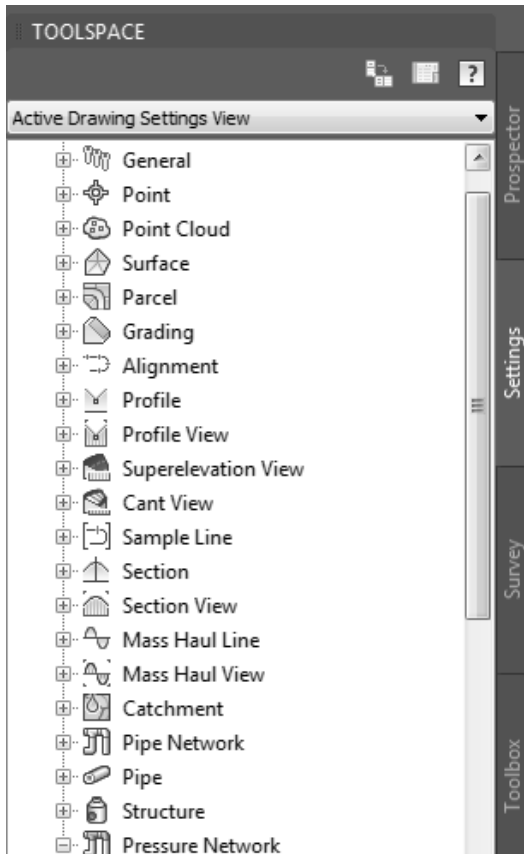 TOOLSPACE
?
Active Drawing Settings View
General
Point
Point Cloud
Surface
Parcel
Grading
Alignment
Profile
Profile View
Superelevation View
Cant View
Sample Line
Section
Section View
Mass Haul Line
Mass Haul View
Catchment
Pipe Network
Pipe
Structure
Pressure Network
Prospector
Settings
Survey
Toolbox